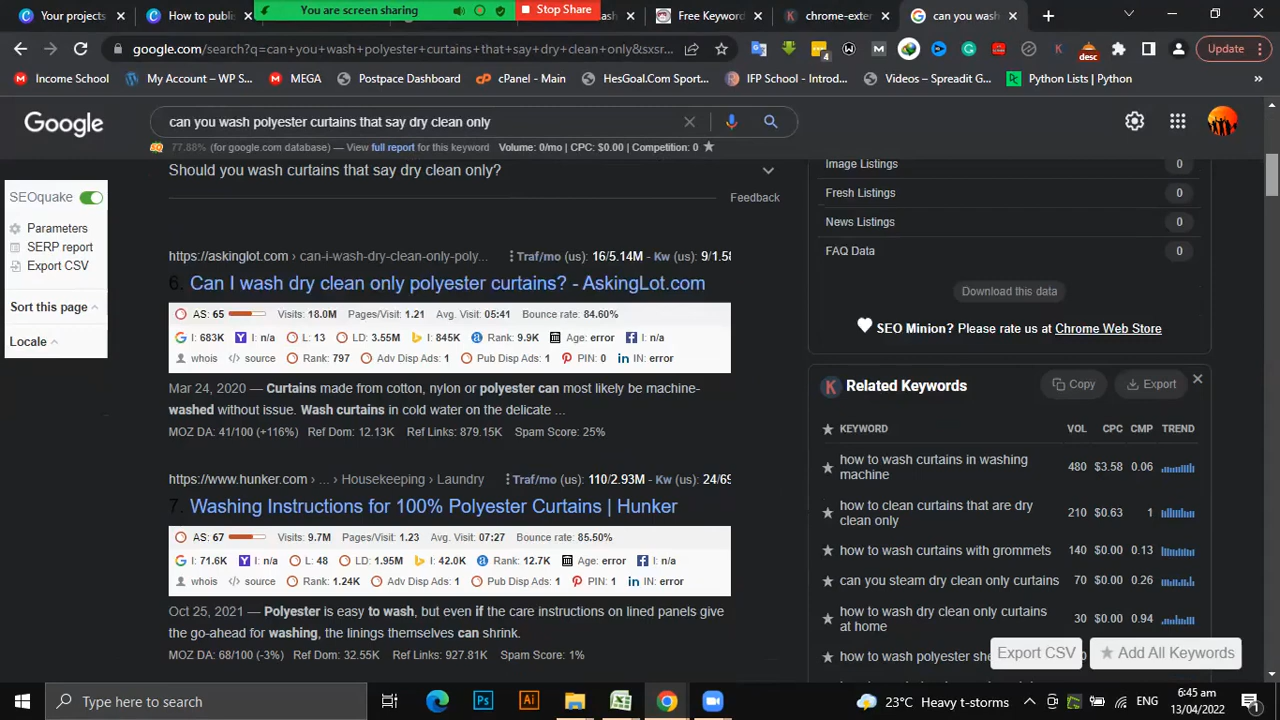 Your projects
How to publ
You are screen sharing
Stop Share
Free Keyword
chrome-exter
can you wash
google.com/search?q=can+you+wash+polyester+curtains+that+say+dry+clean+only&sxsr...
4
desc
Update
Income School
My Account – WP S...
MEGA
Postpace Dashboard
cPanel - Main
HesGoal.Com Sport...
IFP School - Introd...
Videos – Spreadit G...
Python Lists | Pytho...
»
Google
can you wash polyester curtains that say dry clean only
77.88% (for google.com database) — View full report for this keyword Volume: 0/mo | CPC: $0.00 | Competition: 0
Should you wash curtains that say dry clean only?
Feedback
SEOquake
Parameters
SERP report
Export CSV
Sort this page
Locale
https://askinglot.com › can-i-wash-dry-clean-only-poly... Traf/mo (us): 16/5.14M - Kw (us): 9/1.58
6. Can I wash dry clean only polyester curtains? - AskingLot.com
AS: 65 Visits: 18.0M Pages/Visit: 1.21 Avg. Visit: 05:41 Bounce rate: 84.60%
I: 683K I: n/a L: 13 LD: 3.55M I: 845K Rank: 9.9K Age: error I: n/a
whois source Rank: 797 Adv Disp Ads: 1 Pub Disp Ads: 1 PIN: 0 IN: error
Mar 24, 2020 — Curtains made from cotton, nylon or polyester can most likely be machine-
washed without issue. Wash curtains in cold water on the delicate ...
MOZ DA: 41/100 (+116%) Ref Dom: 12.13K Ref Links: 879.15K Spam Score: 25%
https://www.hunker.com › ... › Housekeeping › Laundry Traf/mo (us): 110/2.93M - Kw (us): 24/69
7. Washing Instructions for 100% Polyester Curtains | Hunker
AS: 67 Visits: 9.7M Pages/Visit: 1.23 Avg. Visit: 07:27 Bounce rate: 85.50%
I: 71.6K I: n/a L: 48 LD: 1.95M I: 42.0K Rank: 12.7K Age: error I: n/a
whois source Rank: 1.24K Adv Disp Ads: 1 Pub Disp Ads: 1 PIN: 1 IN: error
Oct 25, 2021 — Polyester is easy to wash, but even if the care instructions on lined panels give
the go-ahead for washing, the linings themselves can shrink.
MOZ DA: 68/100 (-3%) Ref Dom: 32.55K Ref Links: 927.81K Spam Score: 1%
Image Listings 0
Fresh Listings 0
News Listings 0
FAQ Data 0
Download this data
SEO Minion? Please rate us at Chrome Web Store
K Related Keywords Copy Export
KEYWORD VOL CPC CMP TREND
how to wash curtains in washing
machine 480 $3.58 0.06
how to clean curtains that are dry
clean only 210 $0.63 1
how to wash curtains with grommets 140 $0.00 0.13
can you steam dry clean only curtains 70 $0.00 0.26
how to wash dry clean only curtains
at home 30 $0.00 0.94
how to wash polyester she
Export CSV
Add All Keywords
Type here to search
Ps
Ai
23°C Heavy t-storms
ENG
6:45 am
13/04/2022
1